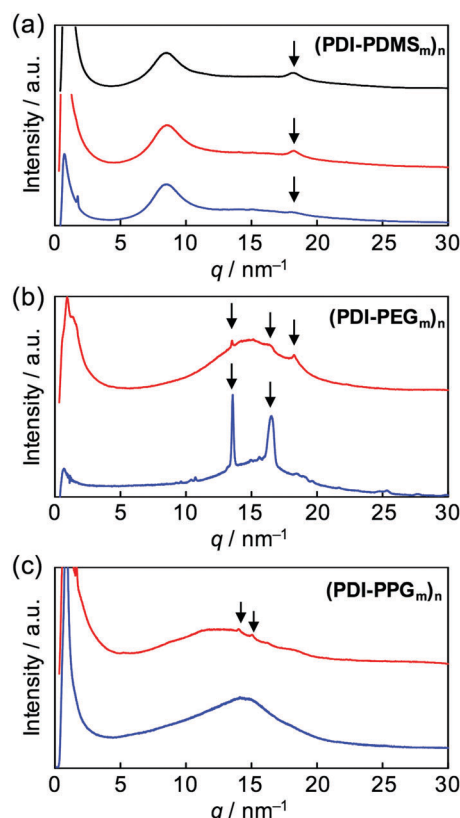 (a)
(PDI-PDMSm)n
Intensity / a.u.
0 5 10 15 20 25 30
q / nm–1
(b)
(PDI-PEGm)n
Intensity / a.u.
0 5 10 15 20 25 30
q / nm–1
(c)
(PDI-PPGm)n
Intensity / a.u.
0 5 10 15 20 25 30
q / nm–1